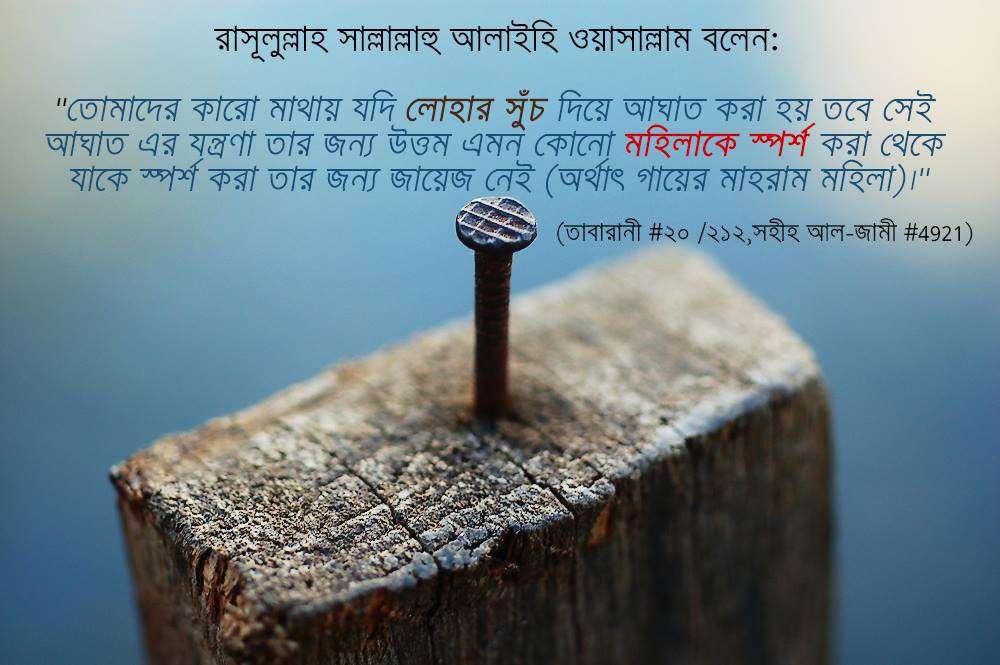 রাসূলুল্লাহ সাল্লাল্লাহু আলাইহি ওয়াসাল্লাম বলেন:
"তোমাদের কারো মাথায় যদি লোহার সুঁচ দিয়ে আঘাত করা হয় তবে সেই
আঘাত এর যন্ত্রণা তার জন্য উত্তম এমন কোনো মহিলাকে স্পর্শ করা থেকে
যাকে স্পর্শ করা তার জন্য জায়েজ নেই (অর্থাৎ গায়ের মাহরাম মহিলা)।"
(তাবারানী #২০ /২১২,সহীহ আল-জামী #4921)